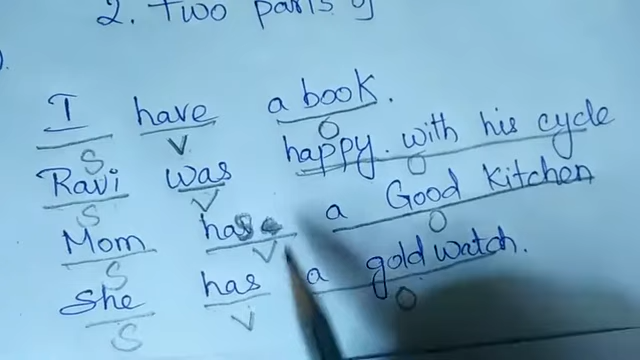 2. Two parts of
I have a book.
S V O
Ravi was happy. with his cycle
S V O
Mom has a Good Kitchen
S V O
She has a gold watch.
S V O